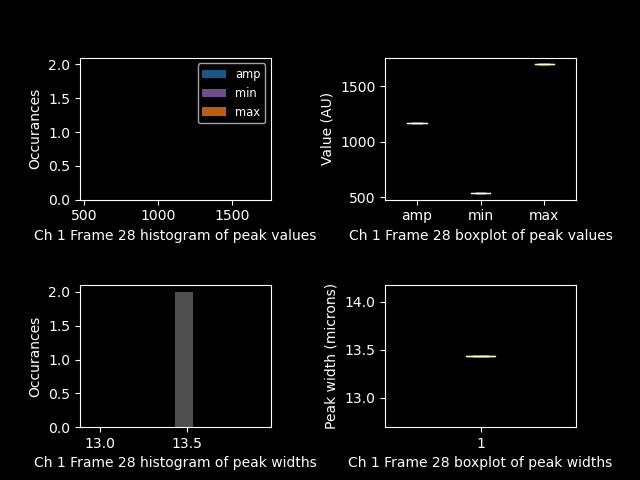 2.0
1.5
1.0
0.5
0.0
Occurances
amp
min
max
500
1000
1500
Ch 1 Frame 28 histogram of peak values
1500
1000
500
Value (AU)
amp
min
max
Ch 1 Frame 28 boxplot of peak values
2.0
1.5
1.0
0.5
0.0
Occurances
13.0
13.5
Ch 1 Frame 28 histogram of peak widths
14.0
13.5
13.0
Peak width (microns)
1
Ch 1 Frame 28 boxplot of peak widths